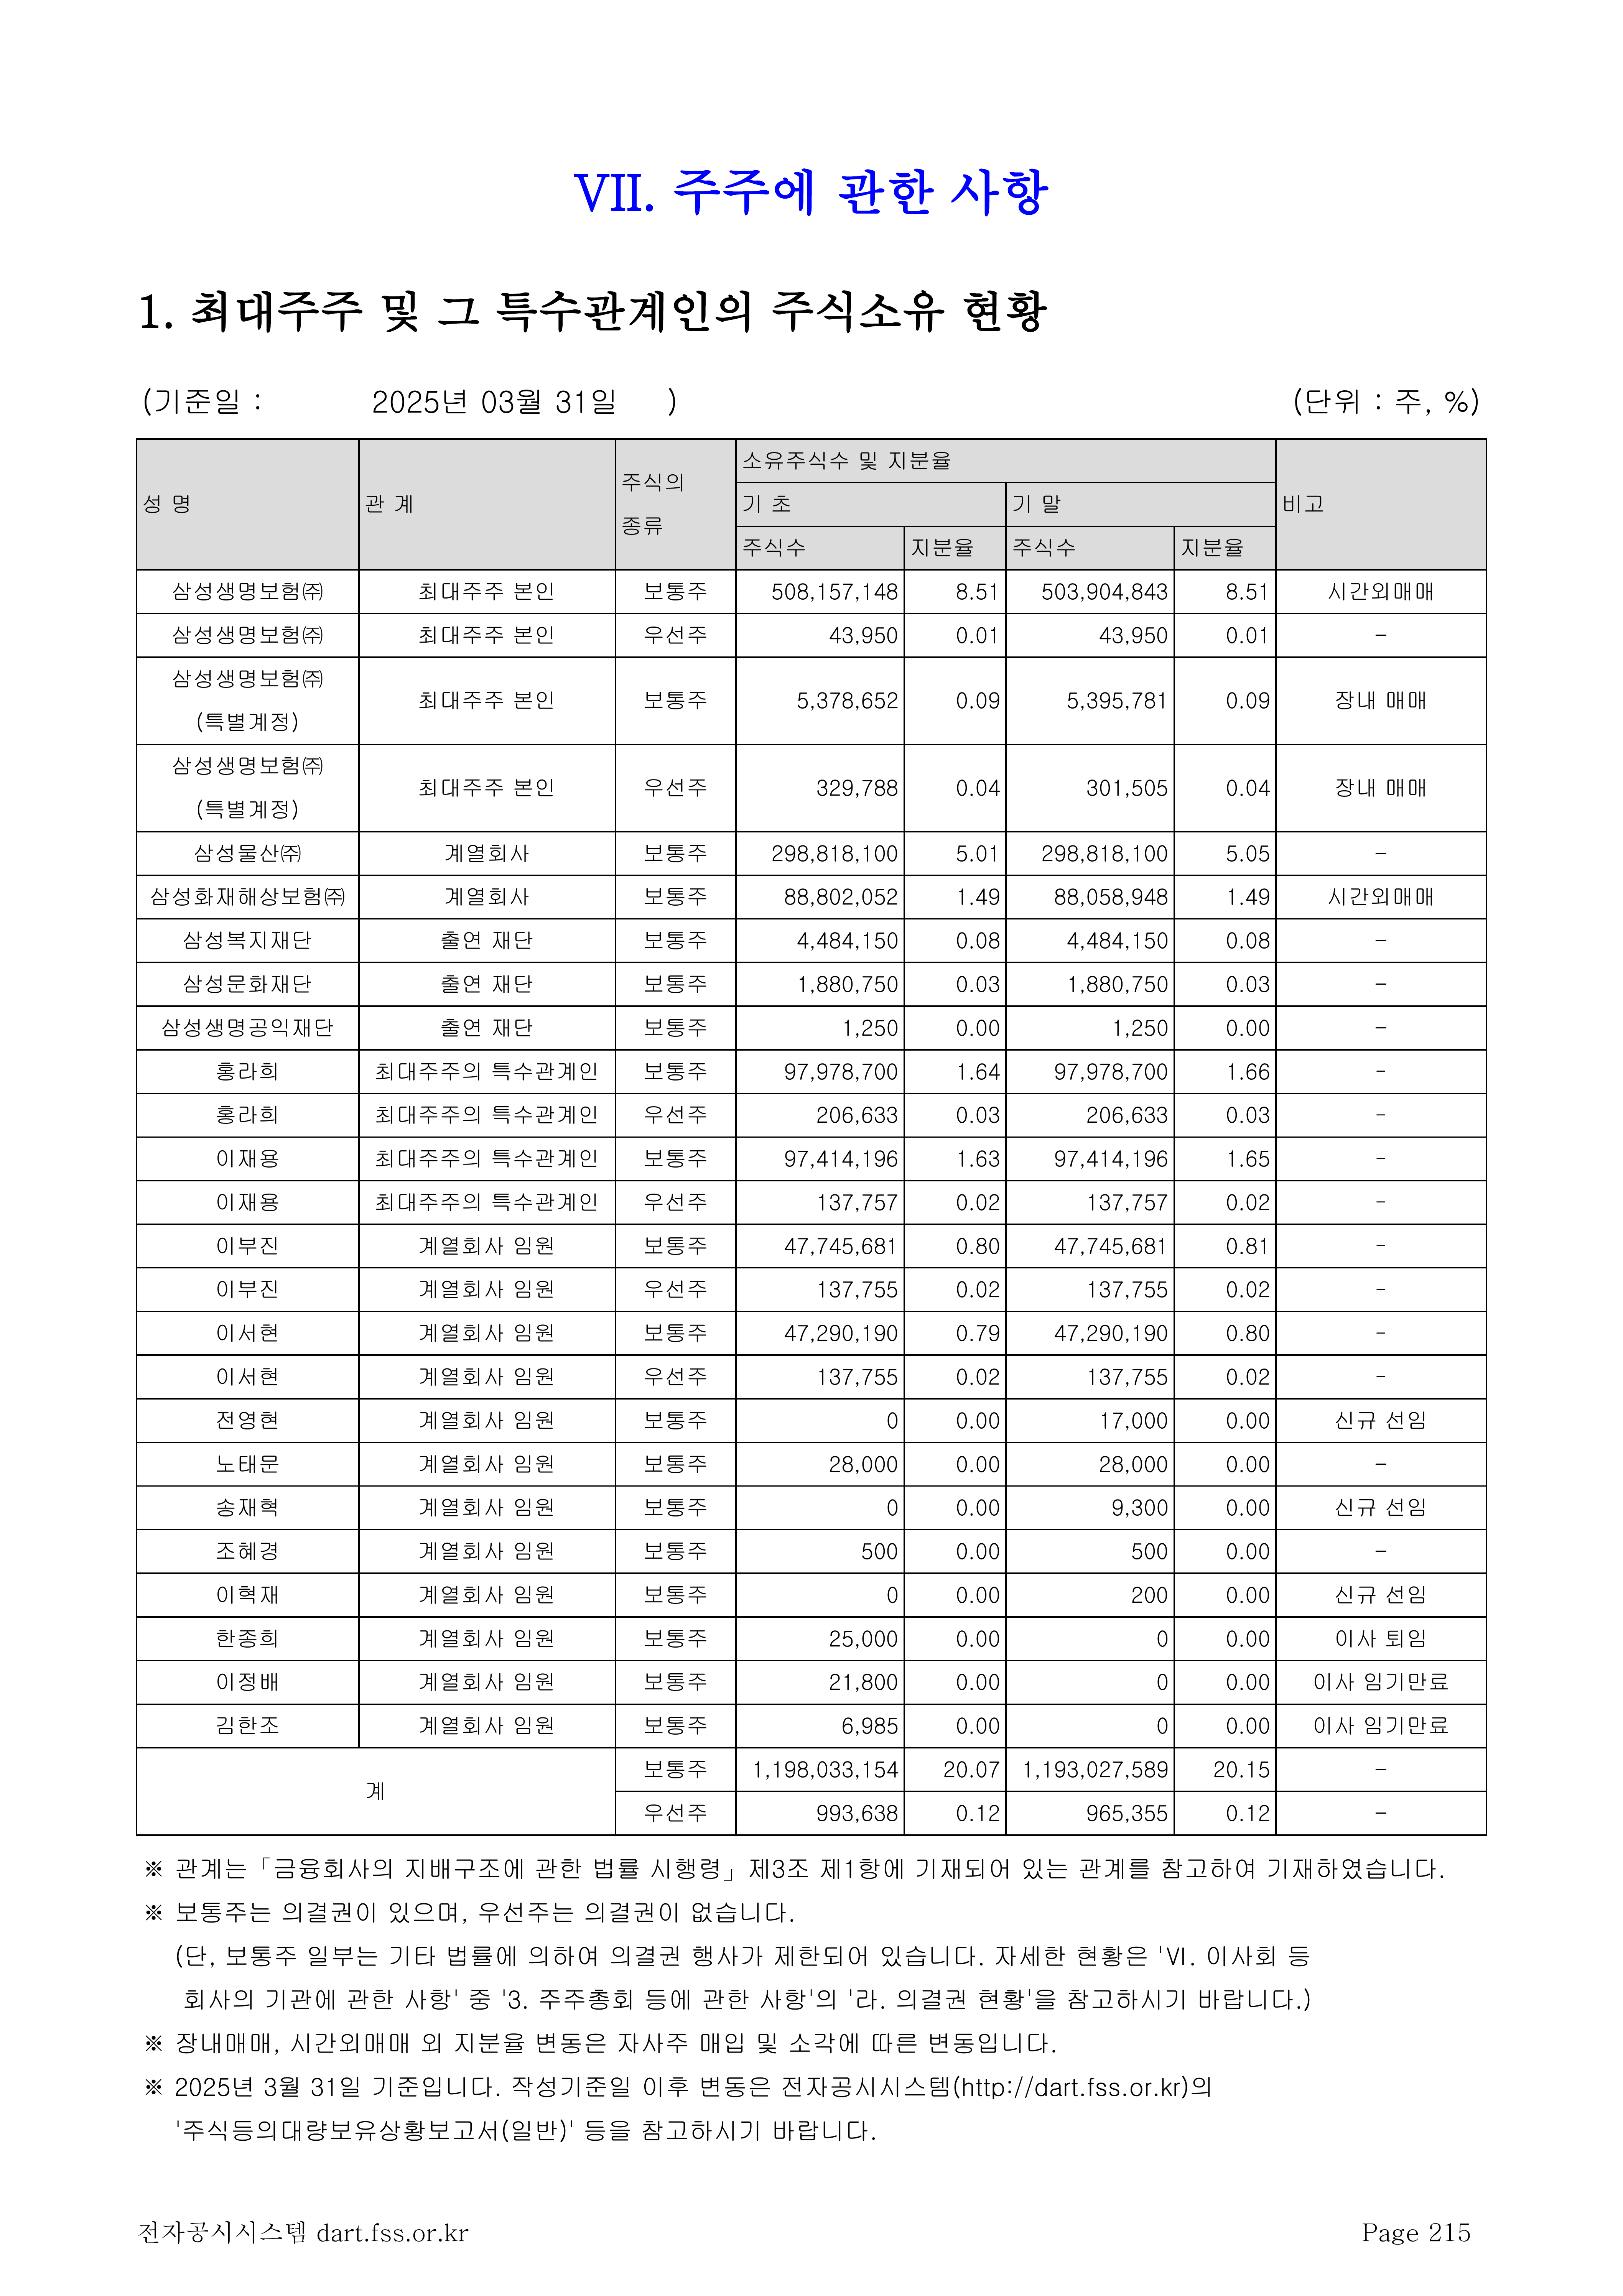 VII. 주주에 관한 사항
1. 최대주주 및 그 특수관계인의 주식소유 현황
(기준일 : 2025년 03월 31일 ) (단위 : 주, %)
성 명 관 계 주식의 종류 소유주식수 및 지분율 비고
기 초 기 말
주식수 지분율 주식수 지분율
삼성생명보험㈜ 최대주주 본인 보통주 508,157,148 8.51 503,904,843 8.51 시간외매매
삼성생명보험㈜ 최대주주 본인 우선주 43,950 0.01 43,950 0.01 -
삼성생명보험㈜ (특별계정) 최대주주 본인 보통주 5,378,652 0.09 5,395,781 0.09 장내 매매
삼성생명보험㈜ (특별계정) 최대주주 본인 우선주 329,788 0.04 301,505 0.04 장내 매매
삼성물산㈜ 계열회사 보통주 298,818,100 5.01 298,818,100 5.05 -
삼성화재해상보험㈜ 계열회사 보통주 88,802,052 1.49 88,058,948 1.49 시간외매매
삼성복지재단 출연 재단 보통주 4,484,150 0.08 4,484,150 0.08 -
삼성문화재단 출연 재단 보통주 1,880,750 0.03 1,880,750 0.03 -
삼성생명공익재단 출연 재단 보통주 1,250 0.00 1,250 0.00 -
홍라희 최대주주의 특수관계인 보통주 97,978,700 1.64 97,978,700 1.66 -
홍라희 최대주주의 특수관계인 우선주 206,633 0.03 206,633 0.03 -
이재용 최대주주의 특수관계인 보통주 97,414,196 1.63 97,414,196 1.65 -
이재용 최대주주의 특수관계인 우선주 137,757 0.02 137,757 0.02 -
이부진 계열회사 임원 보통주 47,745,681 0.80 47,745,681 0.81 -
이부진 계열회사 임원 우선주 137,755 0.02 137,755 0.02 -
이서현 계열회사 임원 보통주 47,290,190 0.79 47,290,190 0.80 -
이서현 계열회사 임원 우선주 137,755 0.02 137,755 0.02 -
전영현 계열회사 임원 보통주 0 0.00 17,000 0.00 신규 선임
노태문 계열회사 임원 보통주 28,000 0.00 28,000 0.00 -
송재혁 계열회사 임원 보통주 0 0.00 9,300 0.00 신규 선임
조혜경 계열회사 임원 보통주 500 0.00 500 0.00 -
이혁재 계열회사 임원 보통주 0 0.00 200 0.00 신규 선임
한종희 계열회사 임원 보통주 25,000 0.00 0 0.00 이사 퇴임
이정배 계열회사 임원 보통주 21,800 0.00 0 0.00 이사 임기만료
김한조 계열회사 임원 보통주 6,985 0.00 0 0.00 이사 임기만료
계 보통주 1,198,033,154 20.07 1,193,027,589 20.15 -
우선주 993,638 0.12 965,355 0.12 -
※ 관계는「금융회사의 지배구조에 관한 법률 시행령」제3조 제1항에 기재되어 있는 관계를 참고하여 기재하였습니다.
※ 보통주는 의결권이 있으며, 우선주는 의결권이 없습니다.
(단, 보통주 일부는 기타 법률에 의하여 의결권 행사가 제한되어 있습니다. 자세한 현황은 'VI. 이사회 등
회사의 기관에 관한 사항' 중 '3. 주주총회 등에 관한 사항'의 '라. 의결권 현황'을 참고하시기 바랍니다.)
※ 장내매매, 시간외매매 외 지분율 변동은 자사주 매입 및 소각에 따른 변동입니다.
※ 2025년 3월 31일 기준입니다. 작성기준일 이후 변동은 전자공시시스템(http://dart.fss.or.kr)의
'주식등의대량보유상황보고서(일반)' 등을 참고하시기 바랍니다.
전자공시시스템 dart.fss.or.kr Page 215